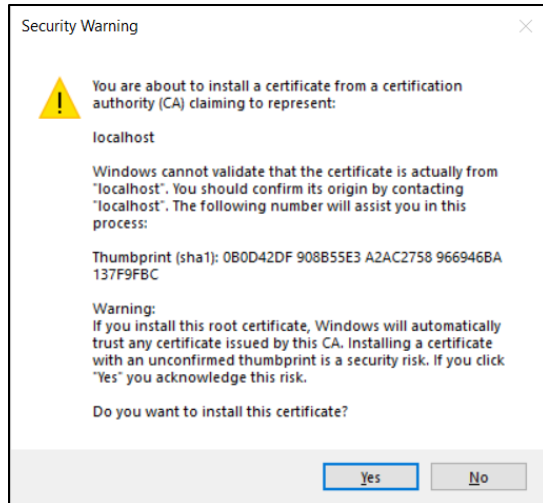 Security Warning
You are about to install a certificate from a certification
authority (CA) claiming to represent:
localhost
Windows cannot validate that the certificate is actually from
"localhost". You should confirm its origin by contacting
"localhost". The following number will assist you in this
process:
Thumbprint (sha1): 0B0D42DF 908B55E3 A2AC2758 966946BA
137F9FBC
Warning:
If you install this root certificate, Windows will automatically
trust any certificate issued by this CA. Installing a certificate
with an unconfirmed thumbprint is a security risk. If you click
"Yes" you acknowledge this risk.
Do you want to install this certificate?
Yes
No